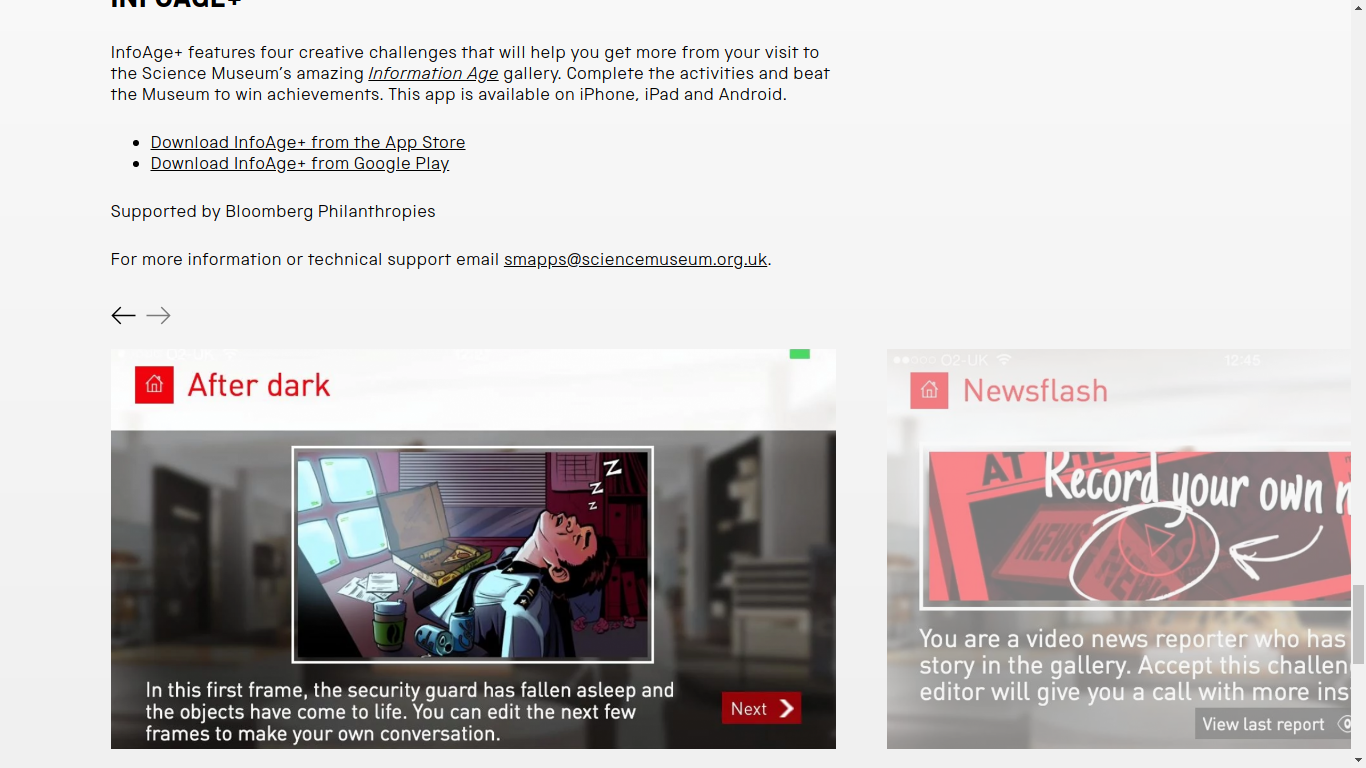 INFOAGE+
InfoAge+ features four creative challenges that will help you get more from your visit to
the Science Museum’s amazing Information Age gallery. Complete the activities and beat
the Museum to win achievements. This app is available on iPhone, iPad and Android.
Download InfoAge+ from the App Store
Download InfoAge+ from Google Play
Supported by Bloomberg Philanthropies
For more information or technical support email smapps@sciencemuseum.org.uk.
After dark
Z
Z
Z
In this first frame, the security guard has fallen asleep and
the objects have come to life. You can edit the next few
frames to make your own conversation.
Next
O2-UK 12:45
Newsflash
AT THE
Record your own
NEWS
You are a video news reporter who has
story in the gallery. Accept this challen
editor will give you a call with more ins
View last report